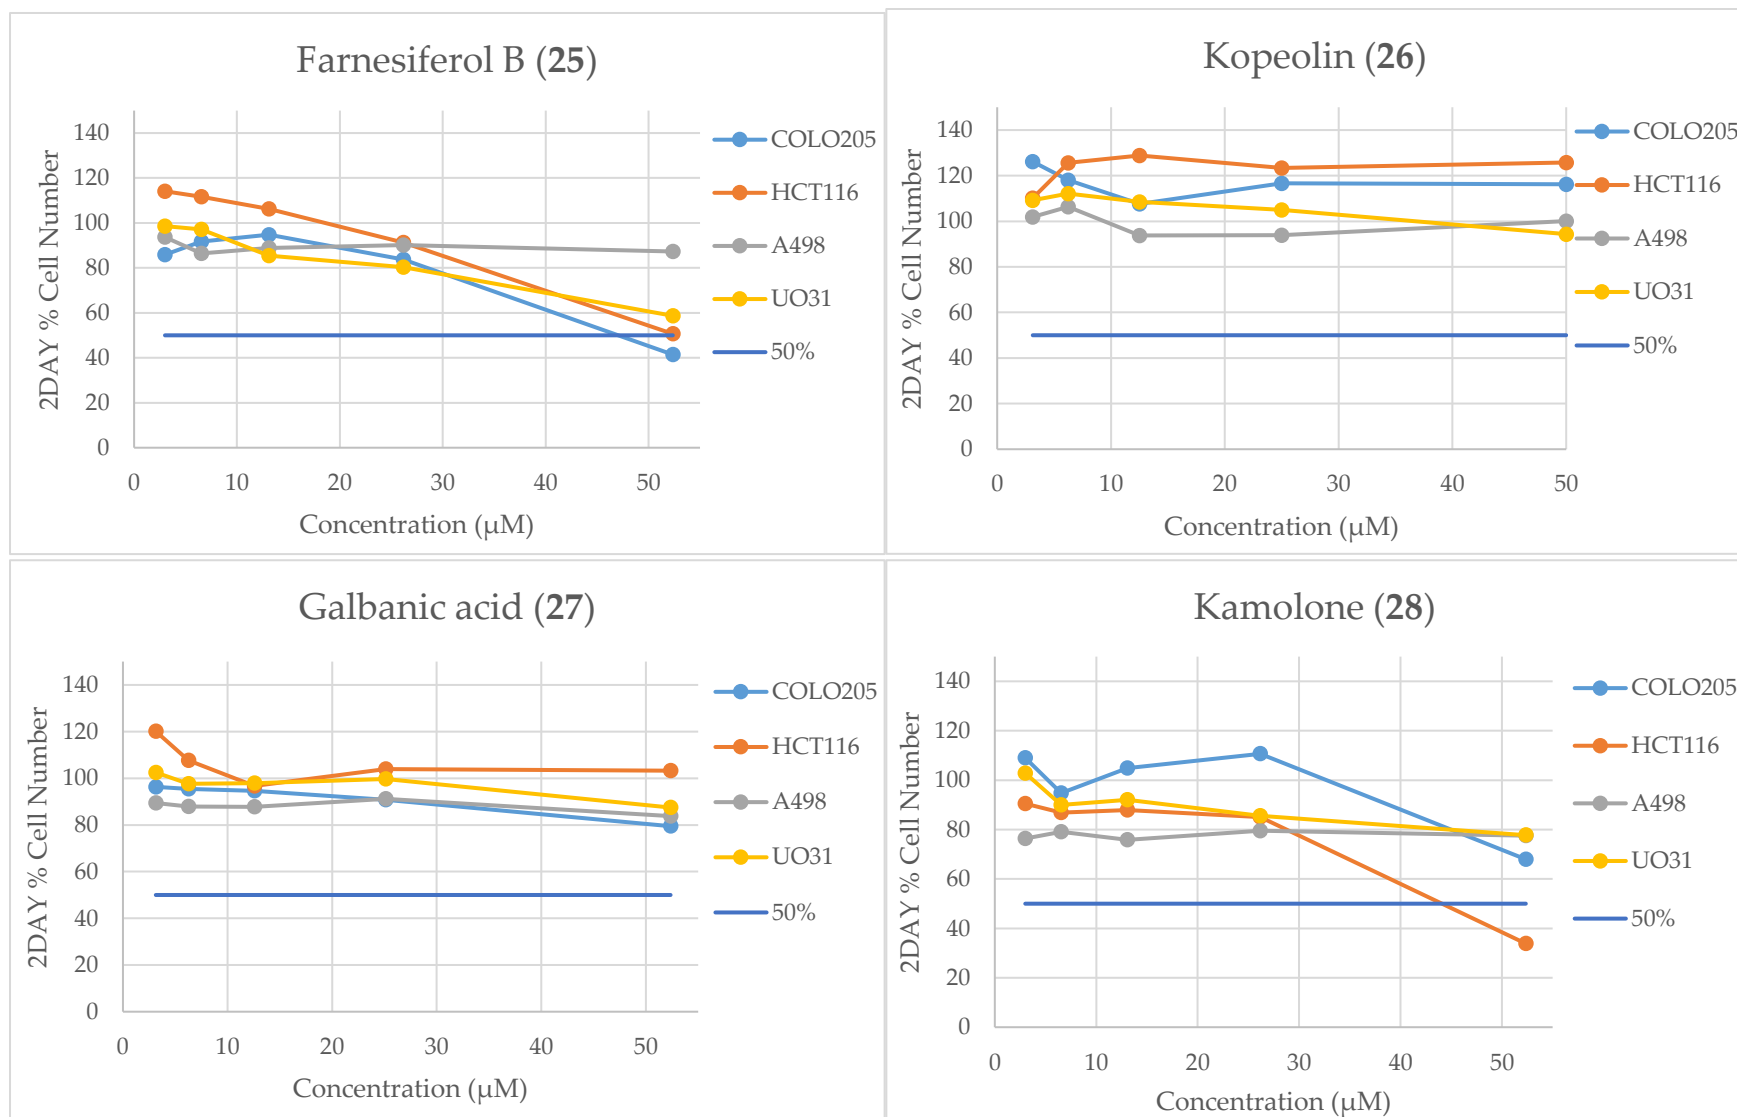 Farnesiferol B (25)
2DAY % Cell Number
140
120
100
80
60
40
20
0
0 10 20 30 40 50
Concentration (µM)
COLO205
HCT116
A498
UO31
50%
Kopeolin (26)
2DAY % Cell Number
140
120
100
80
60
40
20
0
0 10 20 30 40 50
Concentration (µM)
COLO205
HCT116
A498
UO31
50%
Galbanic acid (27)
2DAY % Cell Number
140
120
100
80
60
40
20
0
0 10 20 30 40 50
Concentration (µM)
COLO205
HCT116
A498
UO31
50%
Kamolone (28)
2DAY % Cell Number
140
120
100
80
60
40
20
0
0 10 20 30 40 50
Concentration (µM)
COLO205
HCT116
A498
UO31
50%